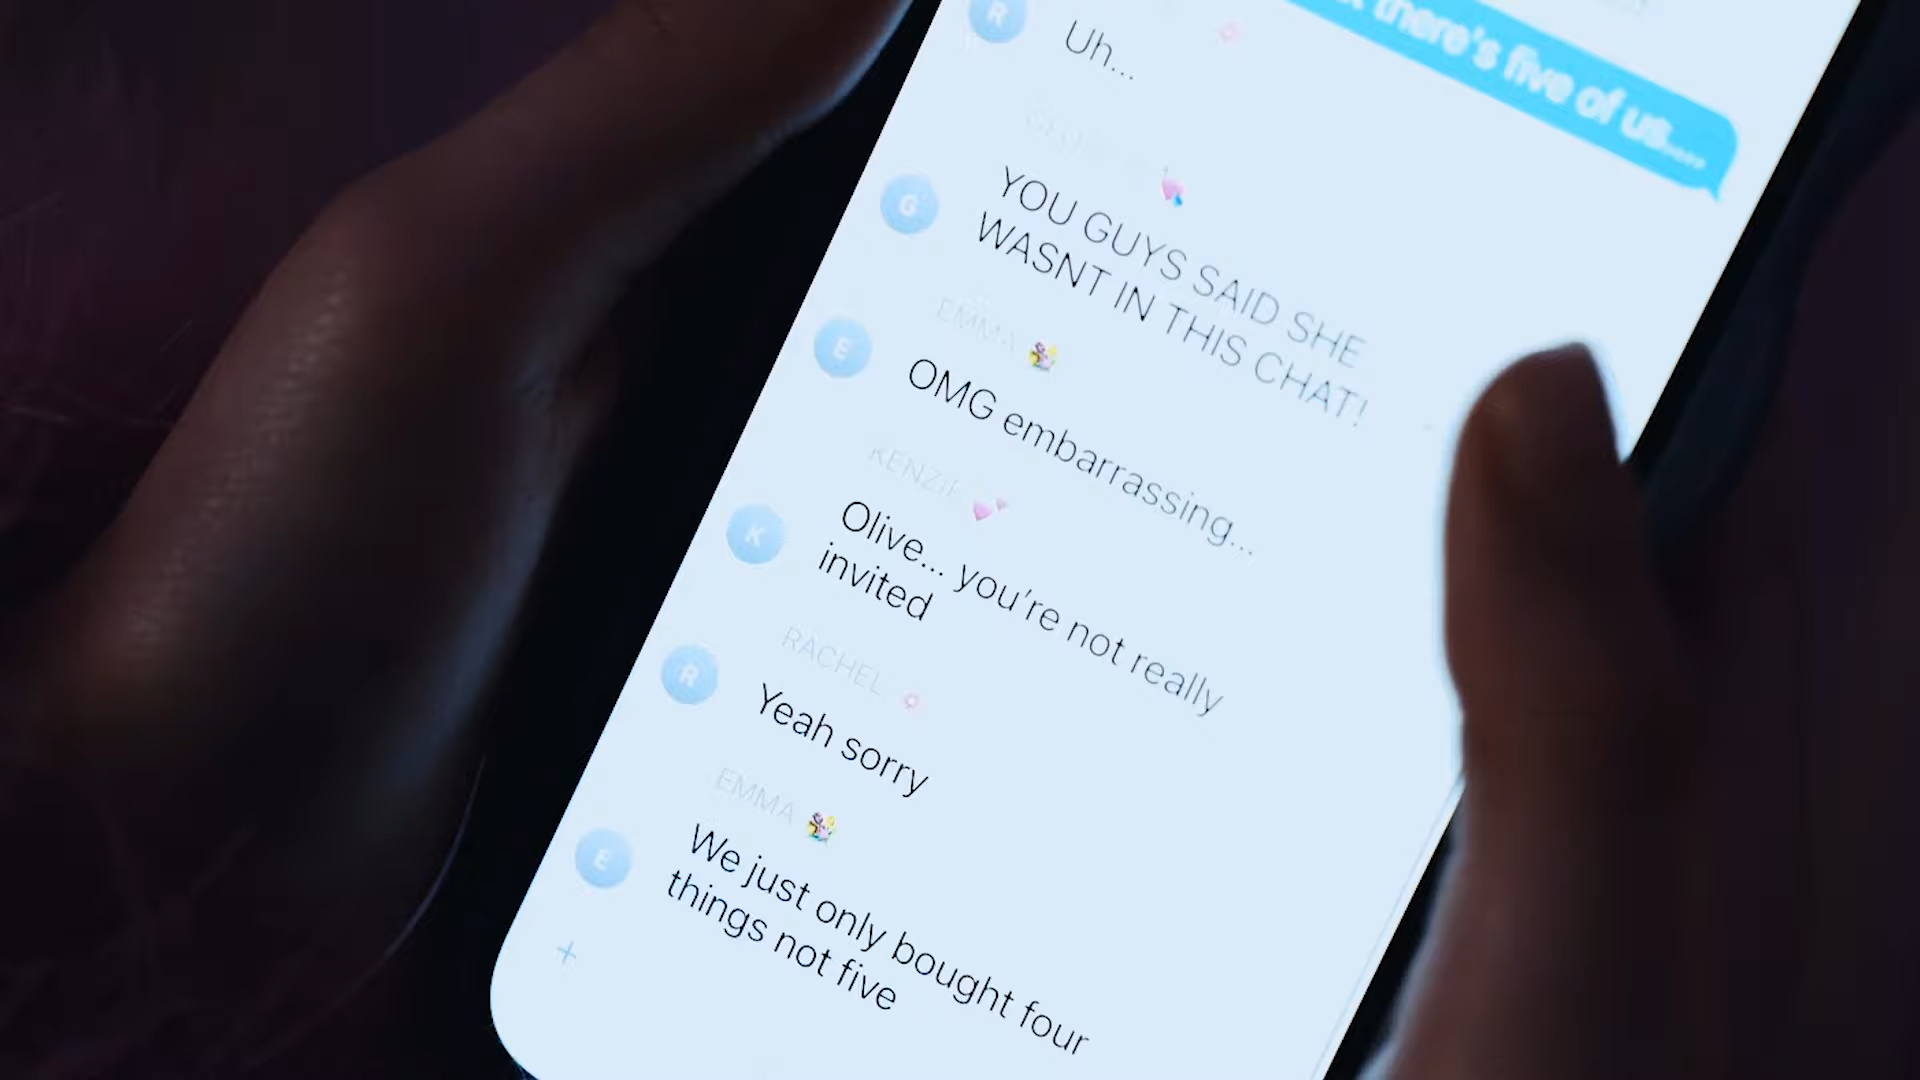 there's five of us...
R
Uh...
G
YOU GUYS SAID SHE
WASNT IN THIS CHAT!
EMMA
E
OMG embarrassing...
KENZIE
K
Olive... you're not really
invited
RACHEL
R
Yeah sorry
EMMA
E
We just only bought four
things not five
+